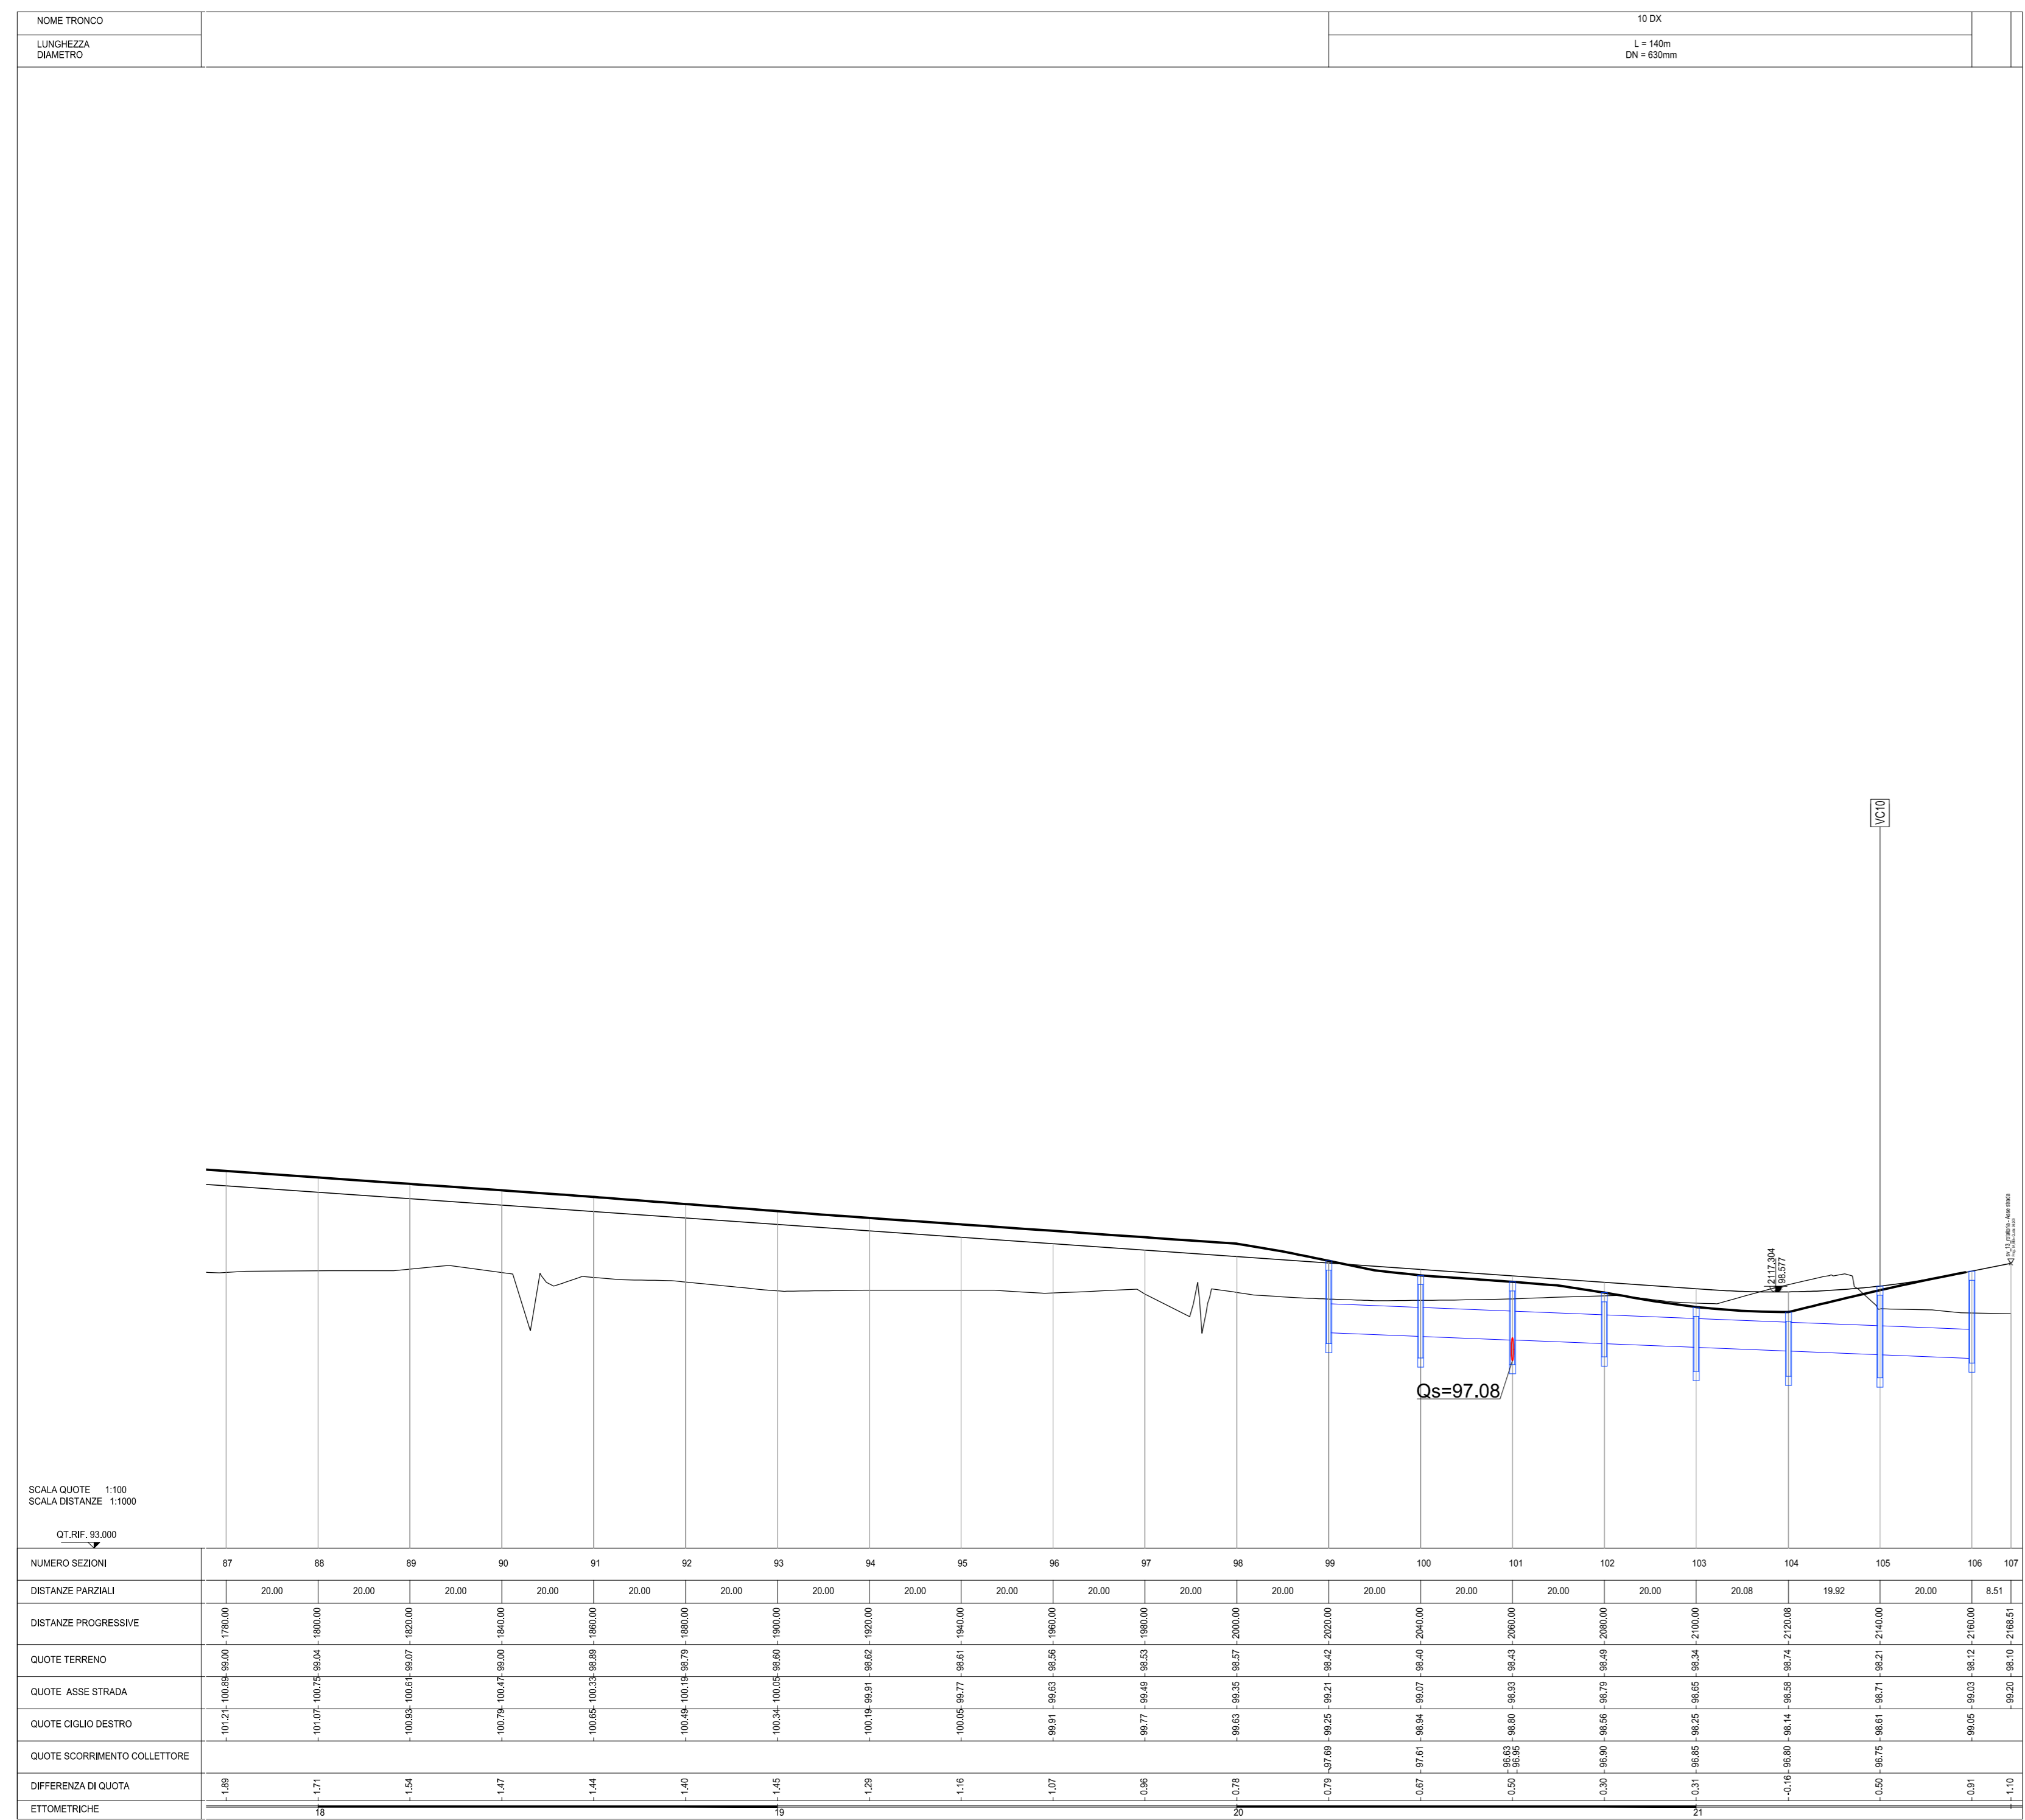 NOME TRONCO
10 DX
LUNGHEZZA
DIAMETRO
L = 140m
DN = 630mm
VC10
2117.304
98.577
Qs=97.08
SCALA QUOTE 1:100
SCALA DISTANZE 1:1000
QT.RIF. 93.000
NUMERO SEZIONI 87 88 89 90 91 92 93 94 95 96 97 98 99 100 101 102 103 104 105 106 107
DISTANZE PARZIALI 20.00 20.00 20.00 20.00 20.00 20.00 20.00 20.00 20.00 20.00 20.00 20.00 20.00 20.00 20.00 20.00 20.08 19.92 20.00 8.51
DISTANZE PROGRESSIVE 1780.00 1800.00 1820.00 1840.00 1860.00 1880.00 1900.00 1920.00 1940.00 1960.00 1980.00 2000.00 2020.00 2040.00 2060.00 2080.00 2100.00 2120.08 2140.00 2160.00 2168.51
QUOTE TERRENO 99.00 99.04 99.07 99.00 98.89 98.79 98.60 98.62 98.61 98.56 98.53 98.57 98.42 98.40 98.43 98.49 98.34 98.74 98.21 98.12 98.10
QUOTE ASSE STRADA 100.89 100.75 100.61 100.47 100.33 100.19 100.05 99.91 99.77 99.63 99.49 99.35 99.21 99.07 98.93 98.79 98.65 98.58 98.71 99.03 99.20
QUOTE CIGLIO DESTRO 101.21 101.07 100.93 100.79 100.65 100.49 100.34 100.19 100.05 99.91 99.77 99.63 99.25 98.94 98.80 98.56 98.25 98.14 98.61 99.05
QUOTE SCORRIMENTO COLLETTORE 97.69 97.61 96.63 96.95 96.90 96.85 96.80 96.75
DIFFERENZA DI QUOTA 1.89 1.71 1.54 1.47 1.44 1.40 1.45 1.29 1.16 1.07 0.96 0.78 0.79 0.67 0.50 0.30 0.31 -0.16 0.50 0.91 1.10
ETTOMETRICHE 18 19 20 21